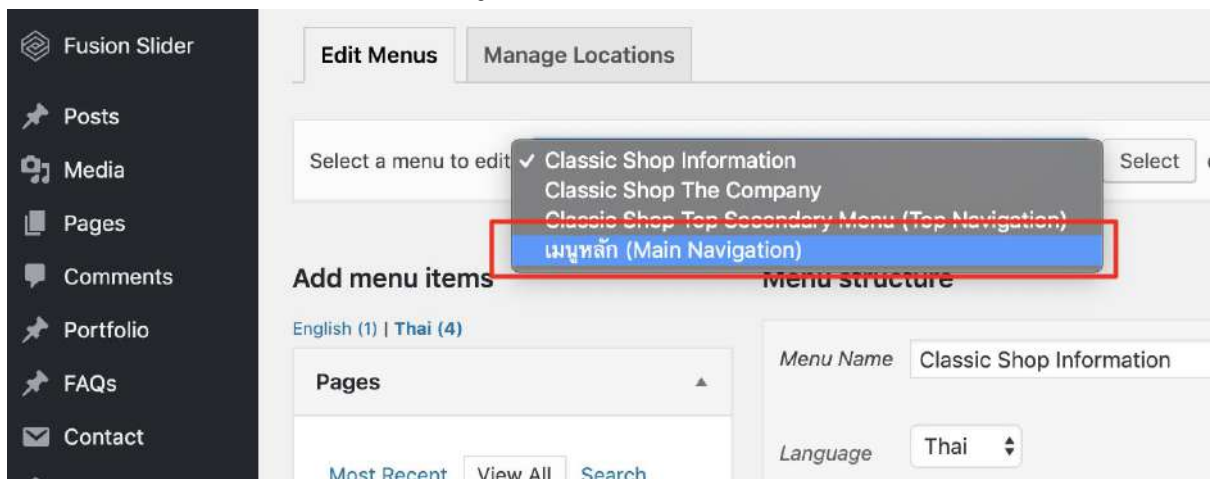 Fusion Slider
Posts
Media
Pages
Comments
Portfolio
FAQs
Contact
Edit Menus
Manage Locations
Select a menu to edit
✓ Classic Shop Information
Select
Classic Shop The Company
Classic Shop Top Secondary Menu (Top Navigation)
เมนูหลัก (Main Navigation)
Add menu items
Menu structure
English (1) | Thai (4)
Pages
Menu Name
Classic Shop Information
Language
Thai
Most Recent
View All
Search